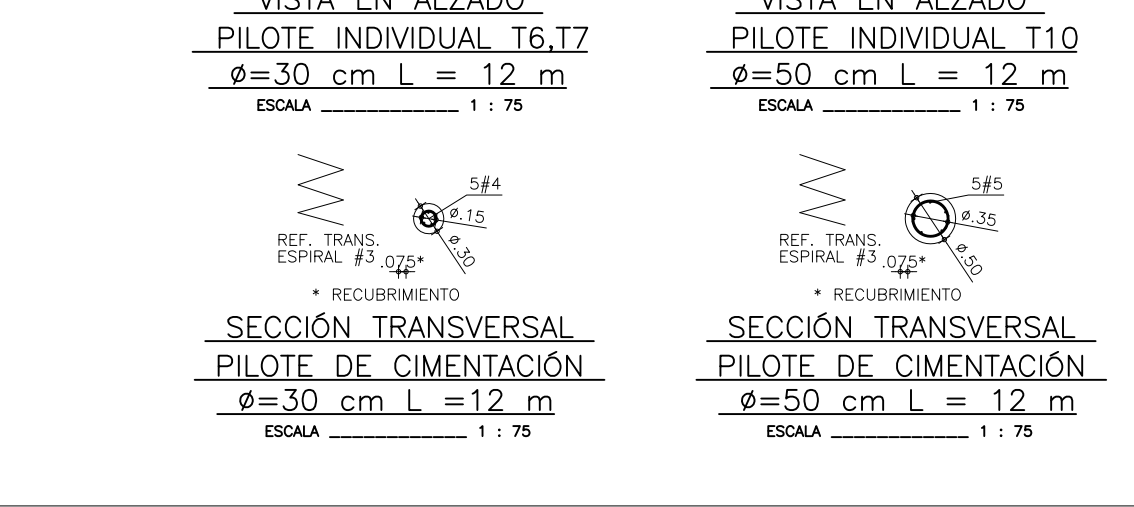 VISTA EN ALZADO
PILOTE INDIVIDUAL T6,T7
Ø=30 cm L = 12 m
ESCALA ____________ 1 : 75
5#4
Ø.15
Ø.30
REF. TRANS.
ESPIRAL #3
.075*
* RECUBRIMIENTO
SECCIÓN TRANSVERSAL
PILOTE DE CIMENTACIÓN
Ø=30 cm L =12 m
ESCALA ____________ 1 : 75
VISTA EN ALZADO
PILOTE INDIVIDUAL T10
Ø=50 cm L = 12 m
ESCALA ____________ 1 : 75
5#5
Ø.35
Ø.50
REF. TRANS.
ESPIRAL #3
.075*
* RECUBRIMIENTO
SECCIÓN TRANSVERSAL
PILOTE DE CIMENTACIÓN
Ø=50 cm L = 12 m
ESCALA ____________ 1 : 75